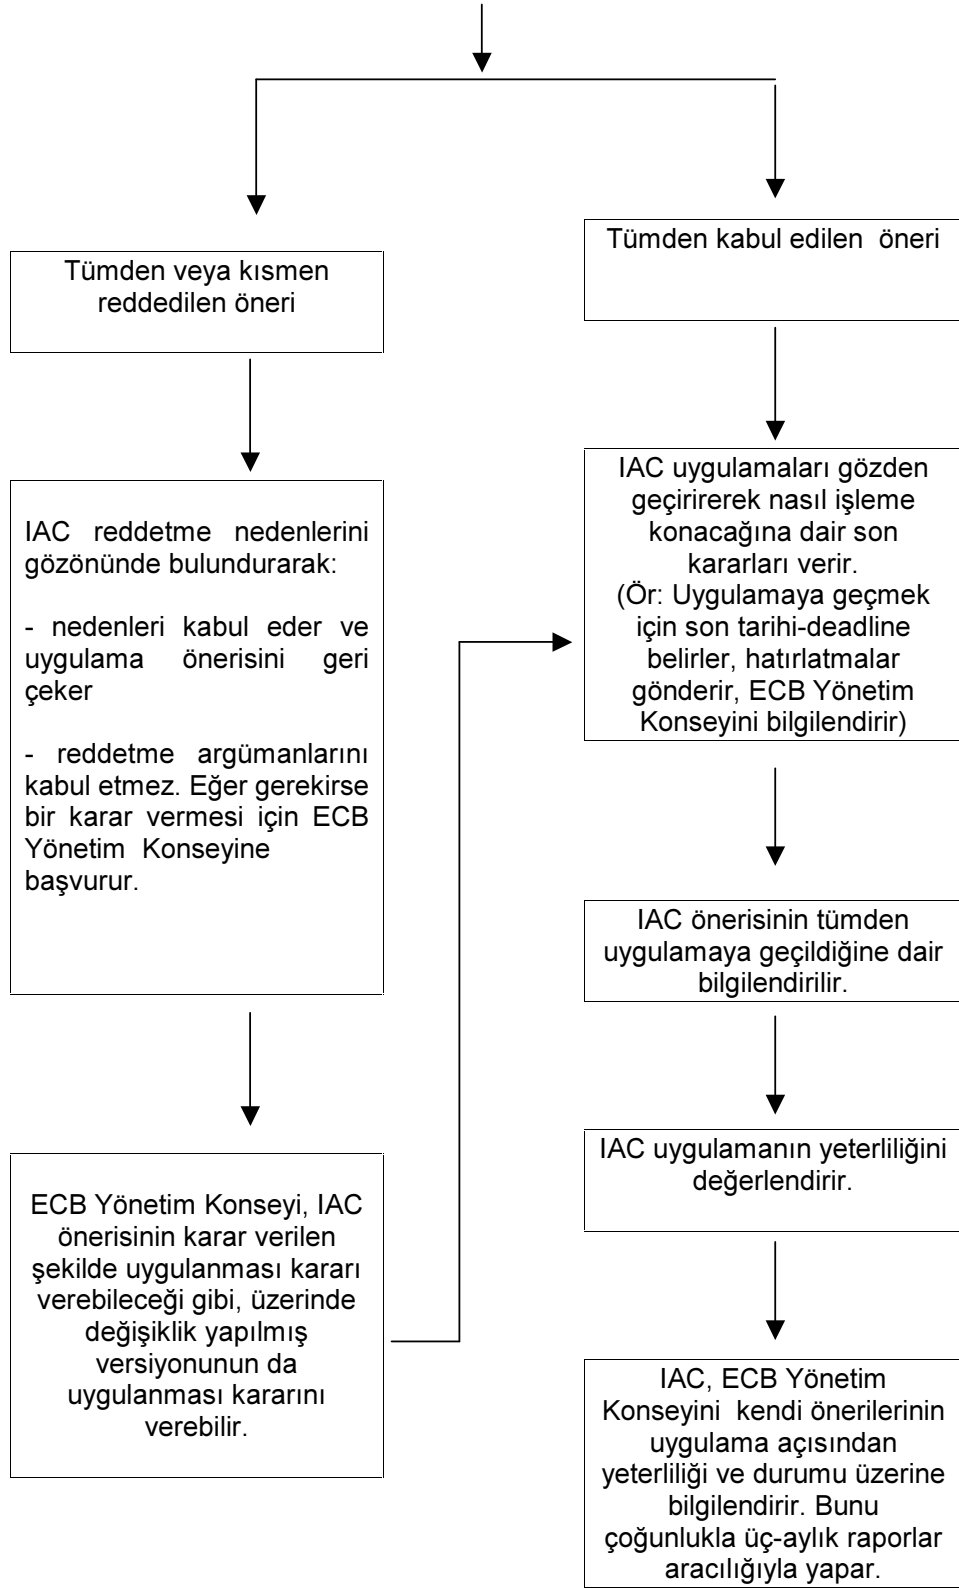 Tümden veya kısmen
reddedilen öneri
IAC reddetme nedenlerini
gözönünde bulundurarak:
- nedenleri kabul eder ve
uygulama önerisini geri
çeker
- reddetme argümanlarını
kabul etmez. Eğer gerekirse
bir karar vermesi için ECB
Yönetim Konseyine
başvurur.
ECB Yönetim Konseyi, IAC
önerisinin karar verilen
şekilde uygulanması kararı
verebileceği gibi, üzerinde
değişiklik yapılmış
versiyonunun da
uygulanması kararını
verebilir.
Tümden kabul edilen öneri
IAC uygulamaları gözden
geçirirerek nasıl işleme
konacağına dair son
kararları verir.
(Ör: Uygulamaya geçmek
için son tarihi-deadline
belirler, hatırlatmalar
gönderir, ECB Yönetim
Konseyini bilgilendirir)
IAC önerisinin tümden
uygulamaya geçildiğine dair
bilgilendirilir.
IAC uygulamanın yeterliliğini
değerlendirir.
IAC, ECB Yönetim
Konseyini kendi önerilerinin
uygulama açısından
yeterliliği ve durumu üzerine
bilgilendirir. Bunu
çoğunlukla üç-aylık raporlar
aracılığıyla yapar.